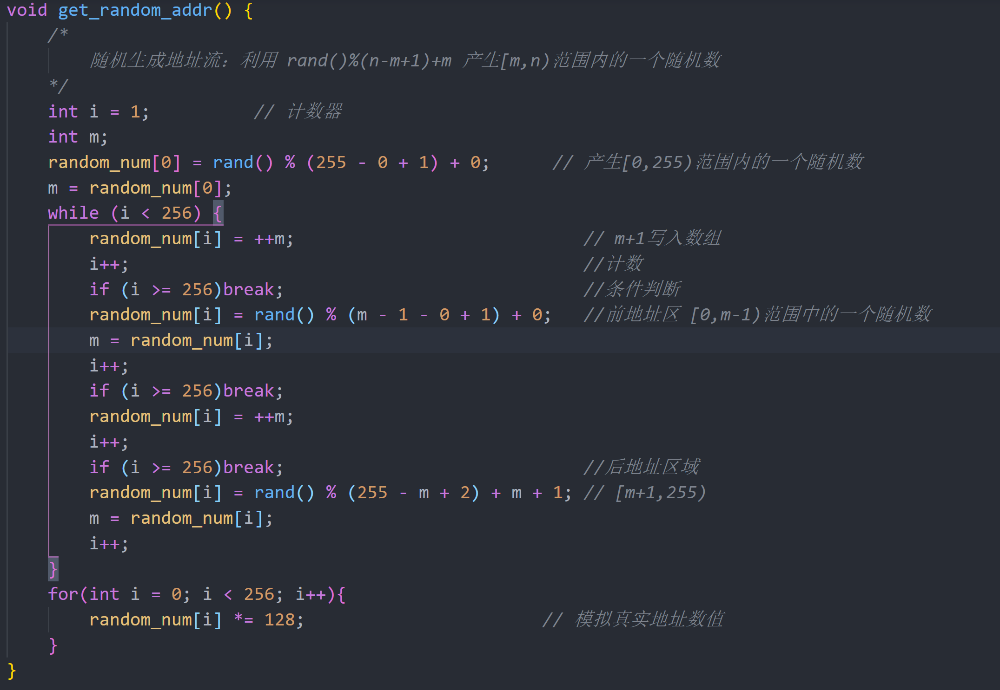 void get_random_addr() {
/*
随机生成地址流：利用 rand()%(n-m+1)+m 产生[m,n)范围内的一个随机数
*/
int i = 1; // 计数器
int m;
random_num[0] = rand() % (255 - 0 + 1) + 0; // 产生[0,255)范围内的一个随机数
m = random_num[0];
while (i < 256) {
random_num[i] = ++m; // m+1写入数组
i++; //计数
if (i >= 256)break; //条件判断
random_num[i] = rand() % (m - 1 - 0 + 1) + 0; //前地址区 [0,m-1)范围中的一个随机数
m = random_num[i];
i++;
if (i >= 256)break;
random_num[i] = ++m;
i++;
if (i >= 256)break; //后地址区域
random_num[i] = rand() % (255 - m + 2) + m + 1; // [m+1,255)
m = random_num[i];
i++;
}
for(int i = 0; i < 256; i++){
random_num[i] *= 128; // 模拟真实地址数值
}
}